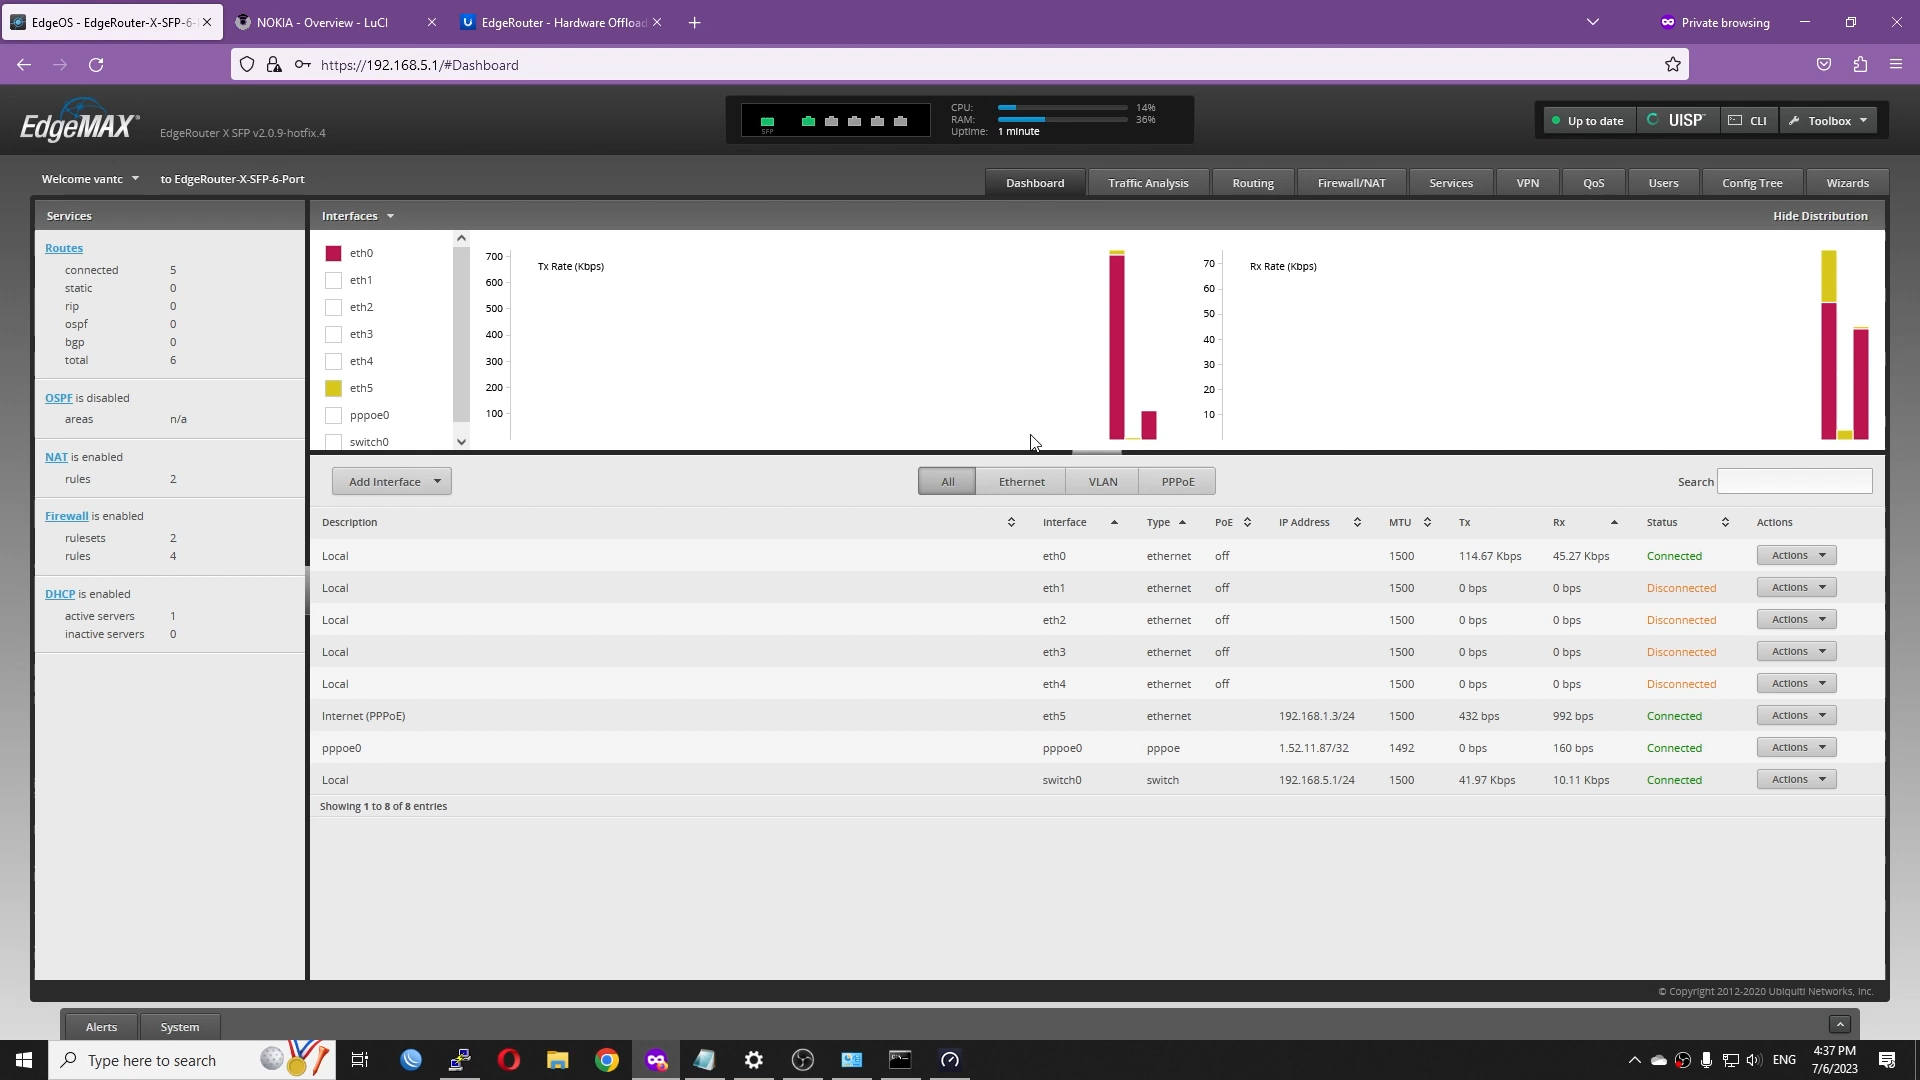 EdgeOS - EdgeRouter-X-SFP-6-
NOKIA - Overview - LuCI
EdgeRouter - Hardware Offload
Private browsing
https://192.168.5.1/#Dashboard
EdgeMAX
EdgeRouter X SFP v2.0.9-hotfix.4
SFP
CPU: 14%
RAM: 36%
Uptime: 1 minute
Up to date
UISP
CLI
Toolbox
Welcome vantc
to EdgeRouter-X-SFP-6-Port
Dashboard
Traffic Analysis
Routing
Firewall/NAT
Services
VPN
QoS
Users
Config Tree
Wizards
Services
Routes
connected 5
static 0
rip 0
ospf 0
bgp 0
total 6
OSPF is disabled
areas n/a
NAT is enabled
rules 2
Firewall is enabled
rulesets 2
rules 4
DHCP is enabled
active servers 1
inactive servers 0
Interfaces
Hide Distribution
eth0
eth1
eth2
eth3
eth4
eth5
pppoe0
switch0
Tx Rate (Kbps)
700
600
500
400
300
200
100
Rx Rate (Kbps)
70
60
50
40
30
20
10
Add Interface
All
Ethernet
VLAN
PPPoE
Search
Description Interface Type PoE IP Address MTU Tx Rx Status Actions
Local eth0 ethernet off 1500 114.67 Kbps 45.27 Kbps Connected Actions
Local eth1 ethernet off 1500 0 bps 0 bps Disconnected Actions
Local eth2 ethernet off 1500 0 bps 0 bps Disconnected Actions
Local eth3 ethernet off 1500 0 bps 0 bps Disconnected Actions
Local eth4 ethernet off 1500 0 bps 0 bps Disconnected Actions
Internet (PPPoE) eth5 ethernet 192.168.1.3/24 1500 432 bps 992 bps Connected Actions
pppoe0 pppoe0 pppoe 1.52.11.87/32 1492 0 bps 160 bps Connected Actions
Local switch0 switch 192.168.5.1/24 1500 41.97 Kbps 10.11 Kbps Connected Actions
Showing 1 to 8 of 8 entries
© Copyright 2012-2020 Ubiquiti Networks, Inc.
Alerts
System
Type here to search
ENG
4:37 PM
7/6/2023